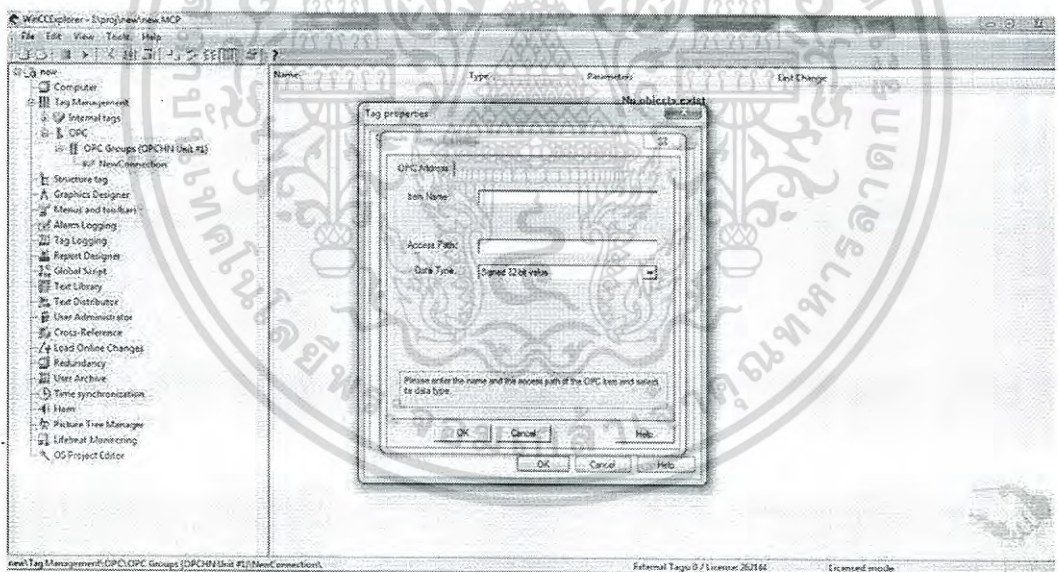 WinCCExplorer - E:\proj\new\new.MCP
File Edit View Tools Help
new
Computer
Tag Management
Internal tags
OPC
OPC Groups (OPCHN Unit #1)
NewConnection
Structure tag
Graphics Designer
Menus and toolbars
Alarm Logging
Tag Logging
Report Designer
Global Script
Text Library
Text Distributor
User Administrator
Cross-Reference
Load Online Changes
Redundancy
User Archive
Time synchronization
Horn
Picture Tree Manager
Lifebeat Monitoring
OS Project Editor
Name Type Parameters Last Change
No objects exist
Tag properties
OPC Address
Item Name
Access Path:
Data Type: Signed 32 bit value
Please enter the name and the access path of the OPC item and select
its data type.
OK Cancel Help
OK Cancel Help
new\Tag Management\OPC\OPC Groups (OPCHN Unit #1)\NewConnection\ External Tags: 0 / License: 262144 Licensed mode